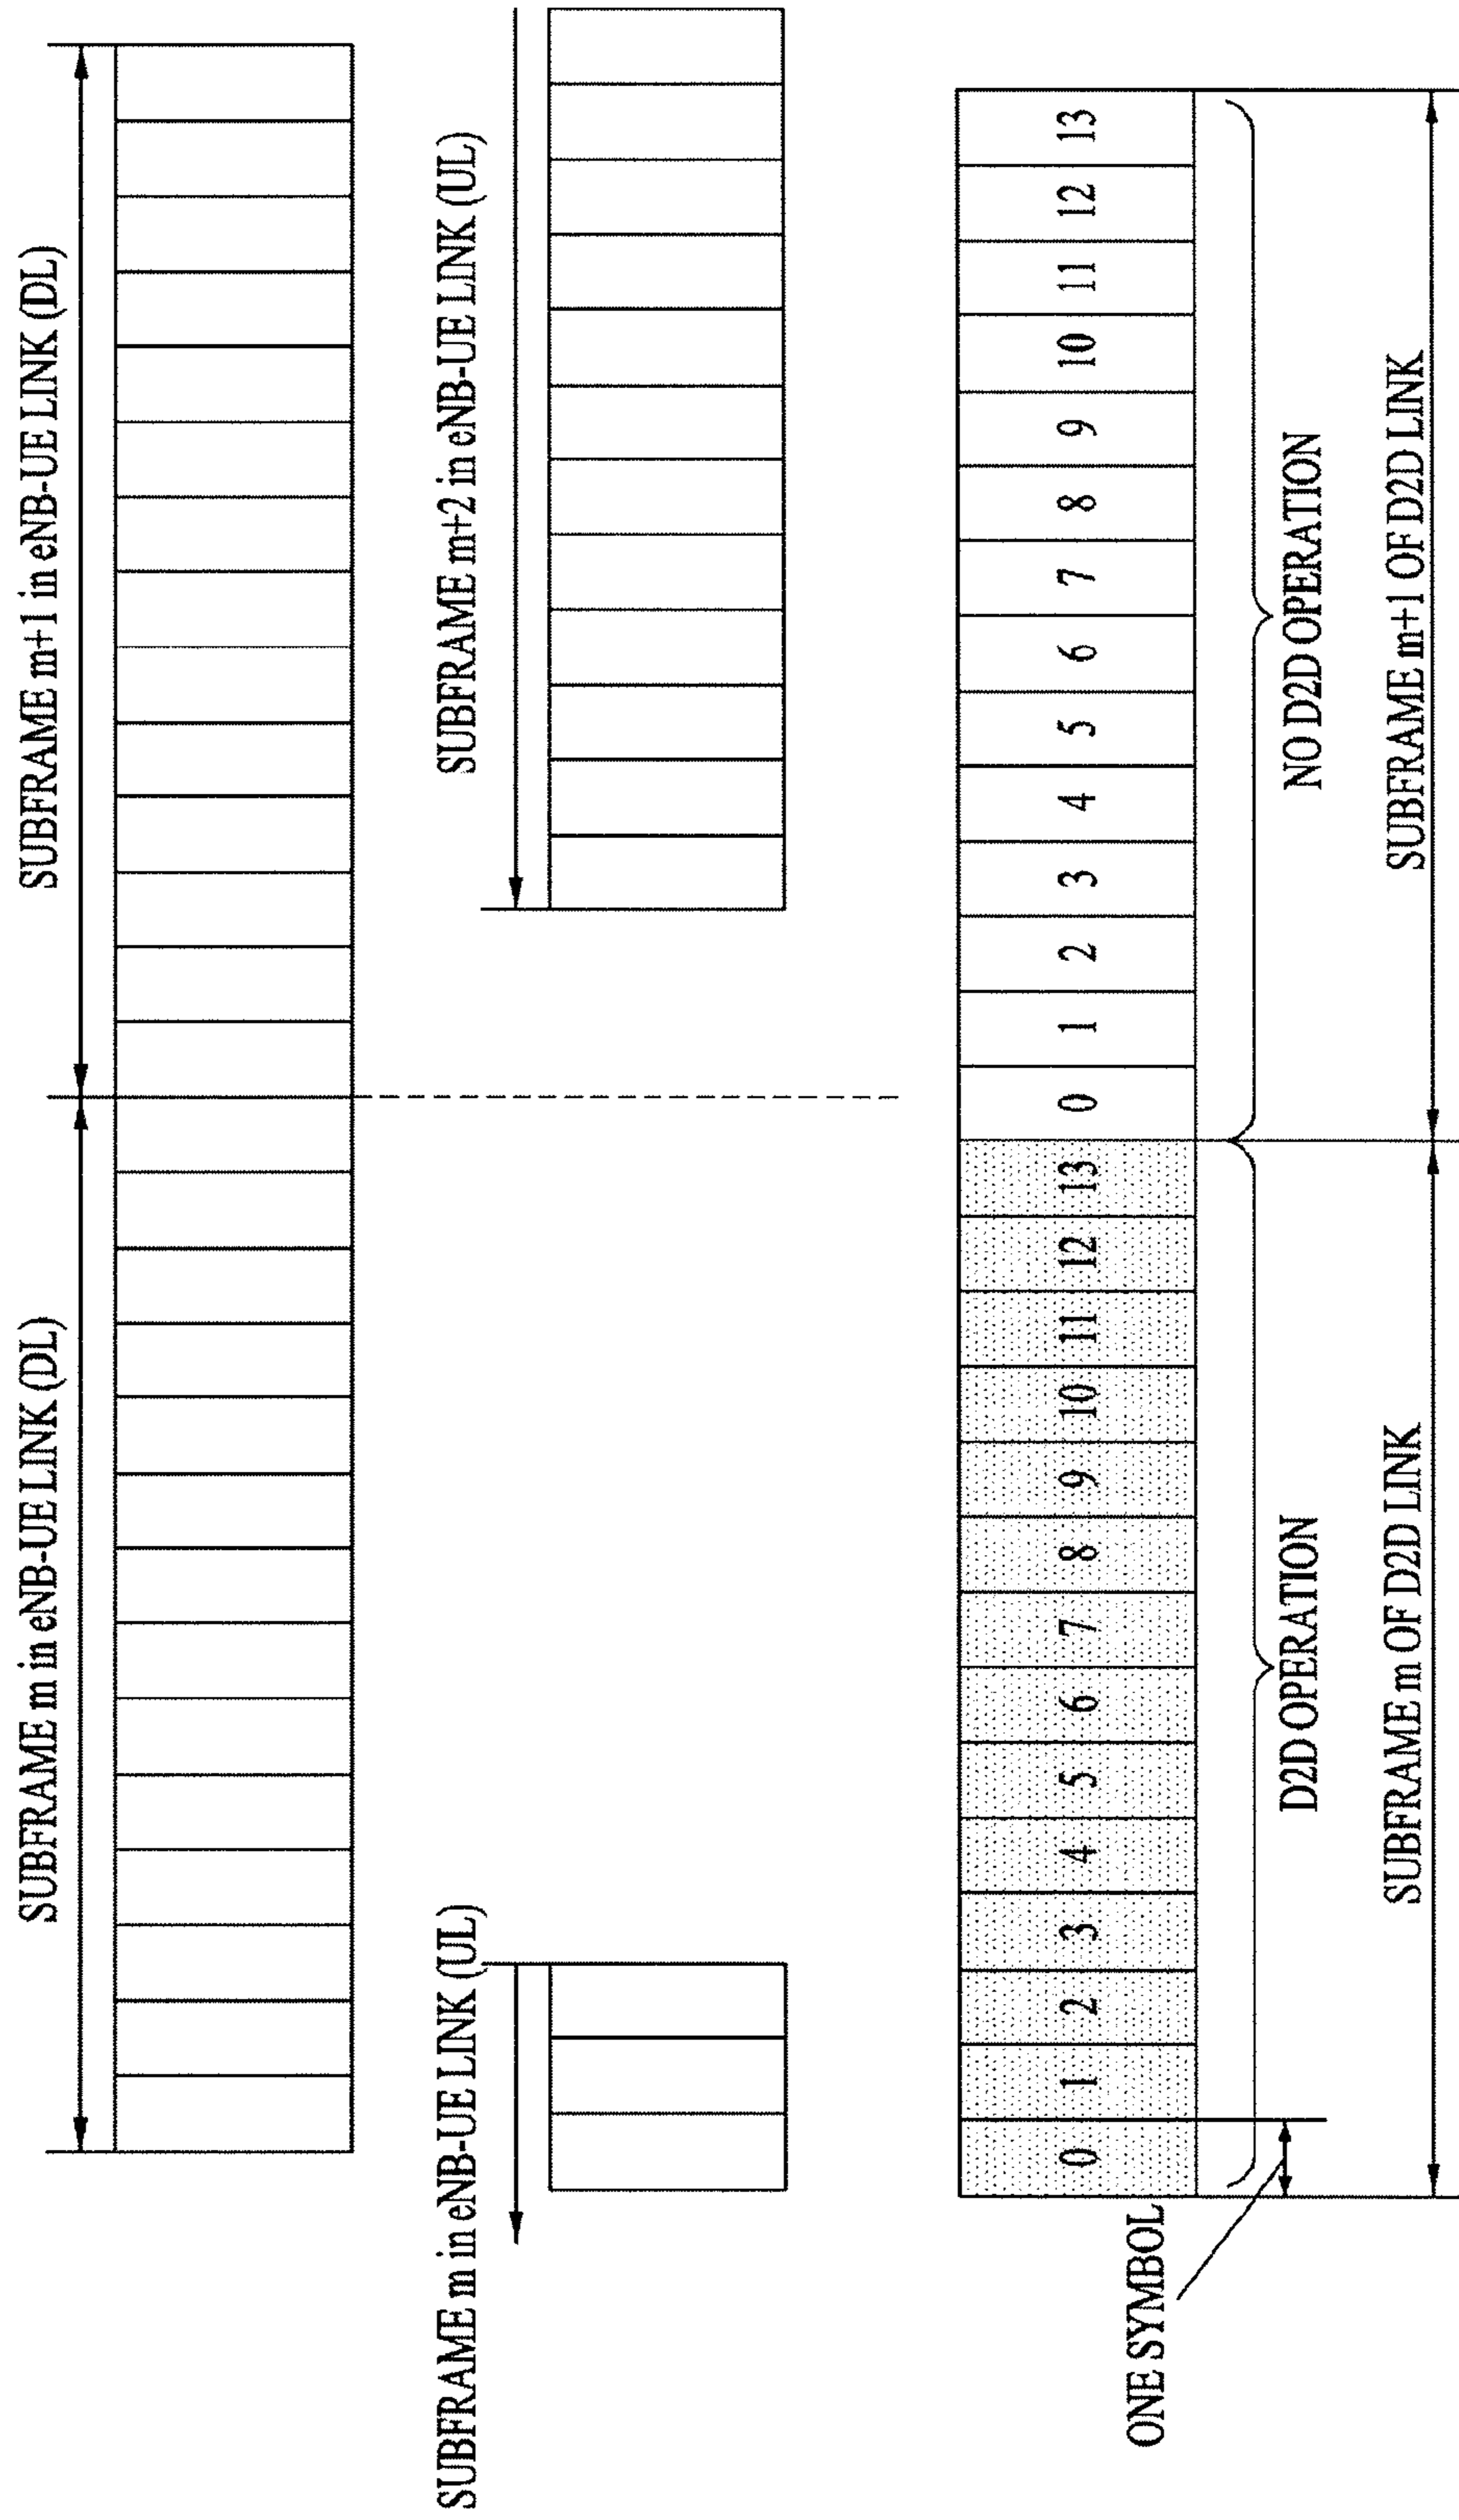 SUBFRAME m in eNB-UE LINK (DL)
SUBFRAME m+1 in eNB-UE LINK (DL)
SUBFRAME m in eNB-UE LINK (UL)
SUBFRAME m+2 in eNB-UE LINK (UL)
0 1 2 3 4 5 6 7 8 9 10 11 12 13 0 1 2 3 4 5 6 7 8 9 10 11 12 13
ONE SYMBOL
D2D OPERATION
NO D2D OPERATION
SUBFRAME m OF D2D LINK
SUBFRAME m+1 OF D2D LINK